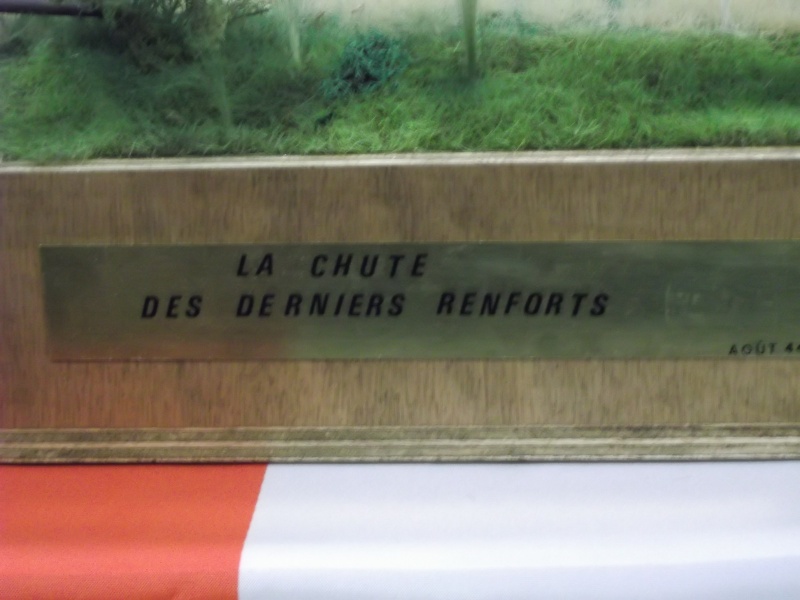 LA CHUTE
DES DERNIERS RENFORTS
AOÛT 44